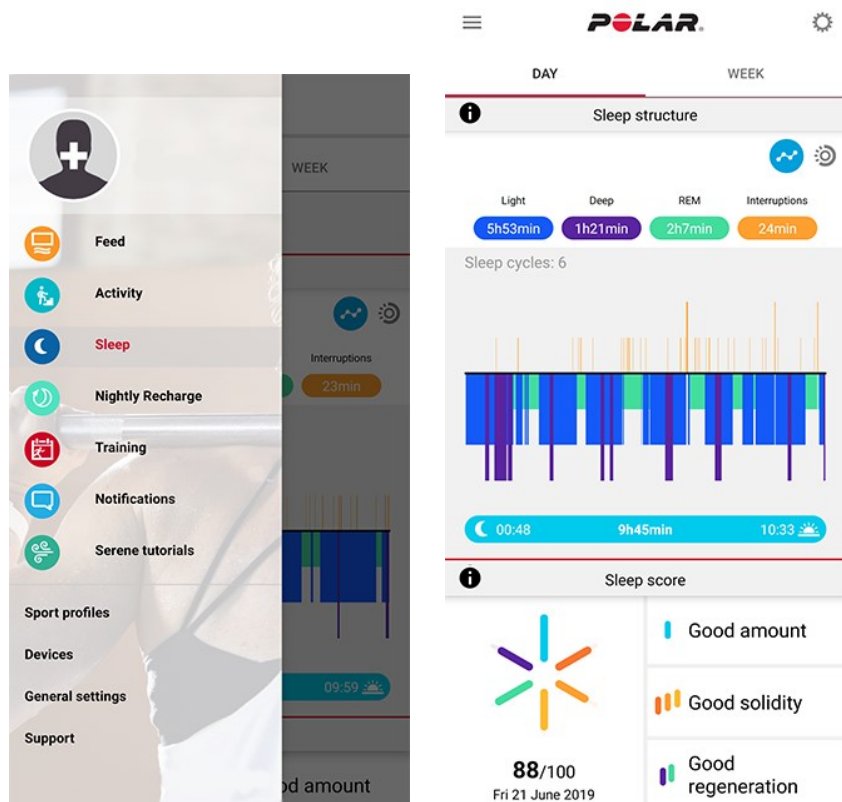 WEEK
Feed
Activity
Sleep
Interruptions
Nightly Recharge
23min
Training
Notifications
Serene tutorials
Sport profiles
Devices
General settings
09:59
Support
od amount
POLAR
DAY WEEK
Sleep structure
Light Deep REM Interruptions
5h53min 1h21min 2h7min 24min
Sleep cycles: 6
00:48 9h45min 10:33
Sleep score
Good amount
Good solidity
Good
regeneration
88/100
Fri 21 June 2019